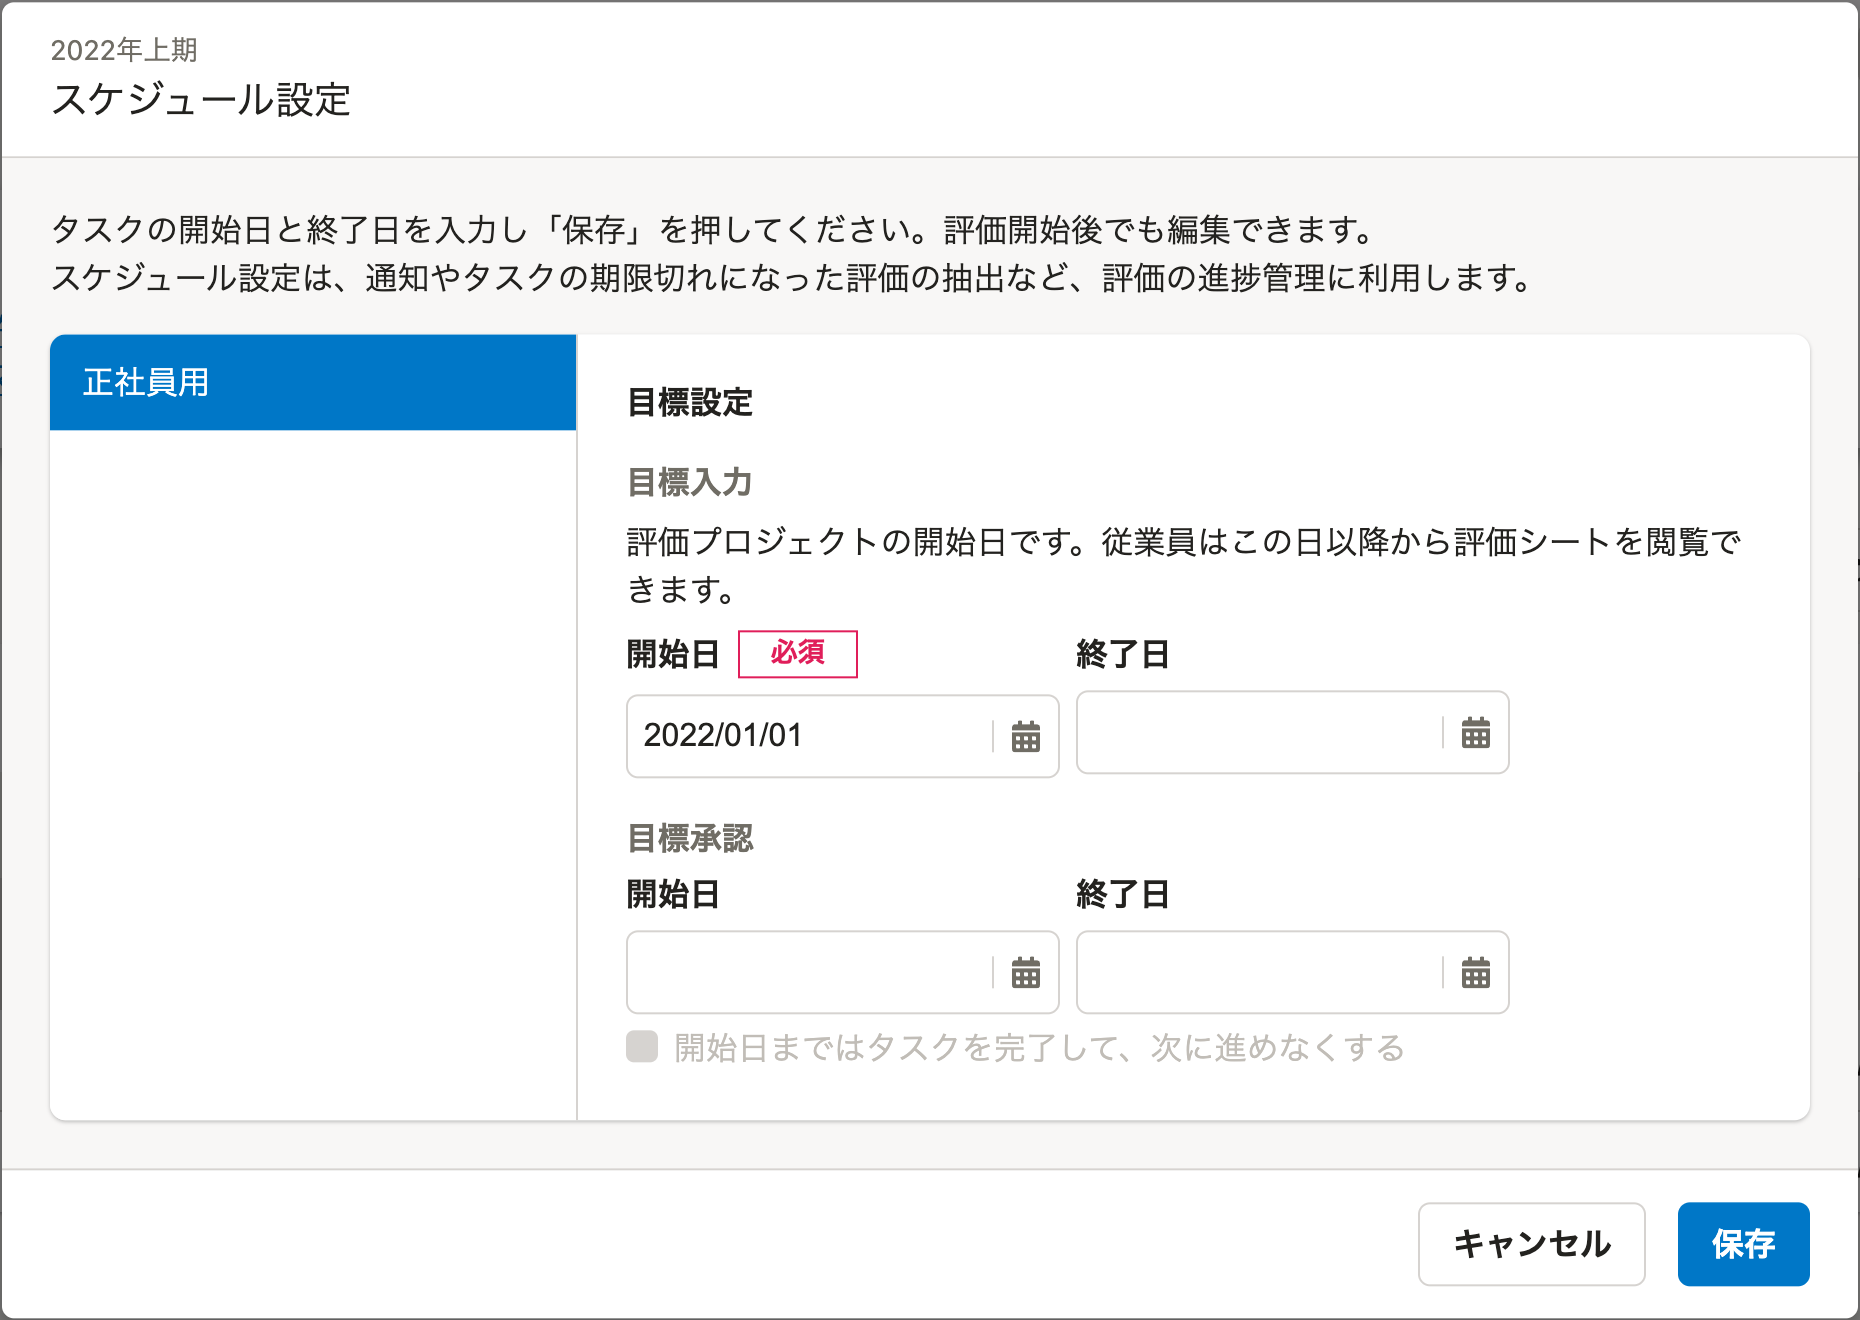 2022年上期
スケジュール設定
タスクの開始日と終了日を入力し「保存」を押してください。評価開始後でも編集できます。
スケジュール設定は、通知やタスクの期限切れになった評価の抽出など、評価の進捗管理に利用します。
正社員用
目標設定
目標入力
評価プロジェクトの開始日です。従業員はこの日以降から評価シートを閲覧で
きます。
開始日 必須 終了日
2022/01/01
目標承認
開始日 終了日
開始日まではタスクを完了して、次に進めなくする
キャンセル 保存